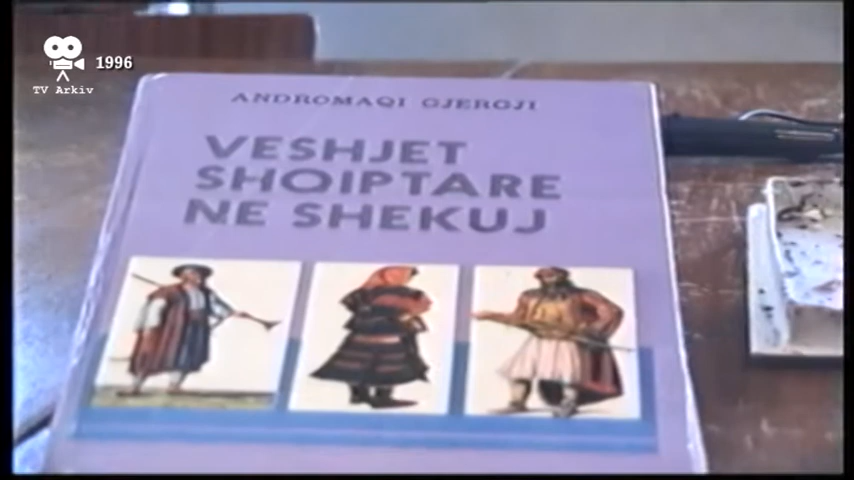 1996
TV Arkiv
ANDROMAQI GJERGJI
VESHJET
SHQIPTARE
NE SHEKUJ